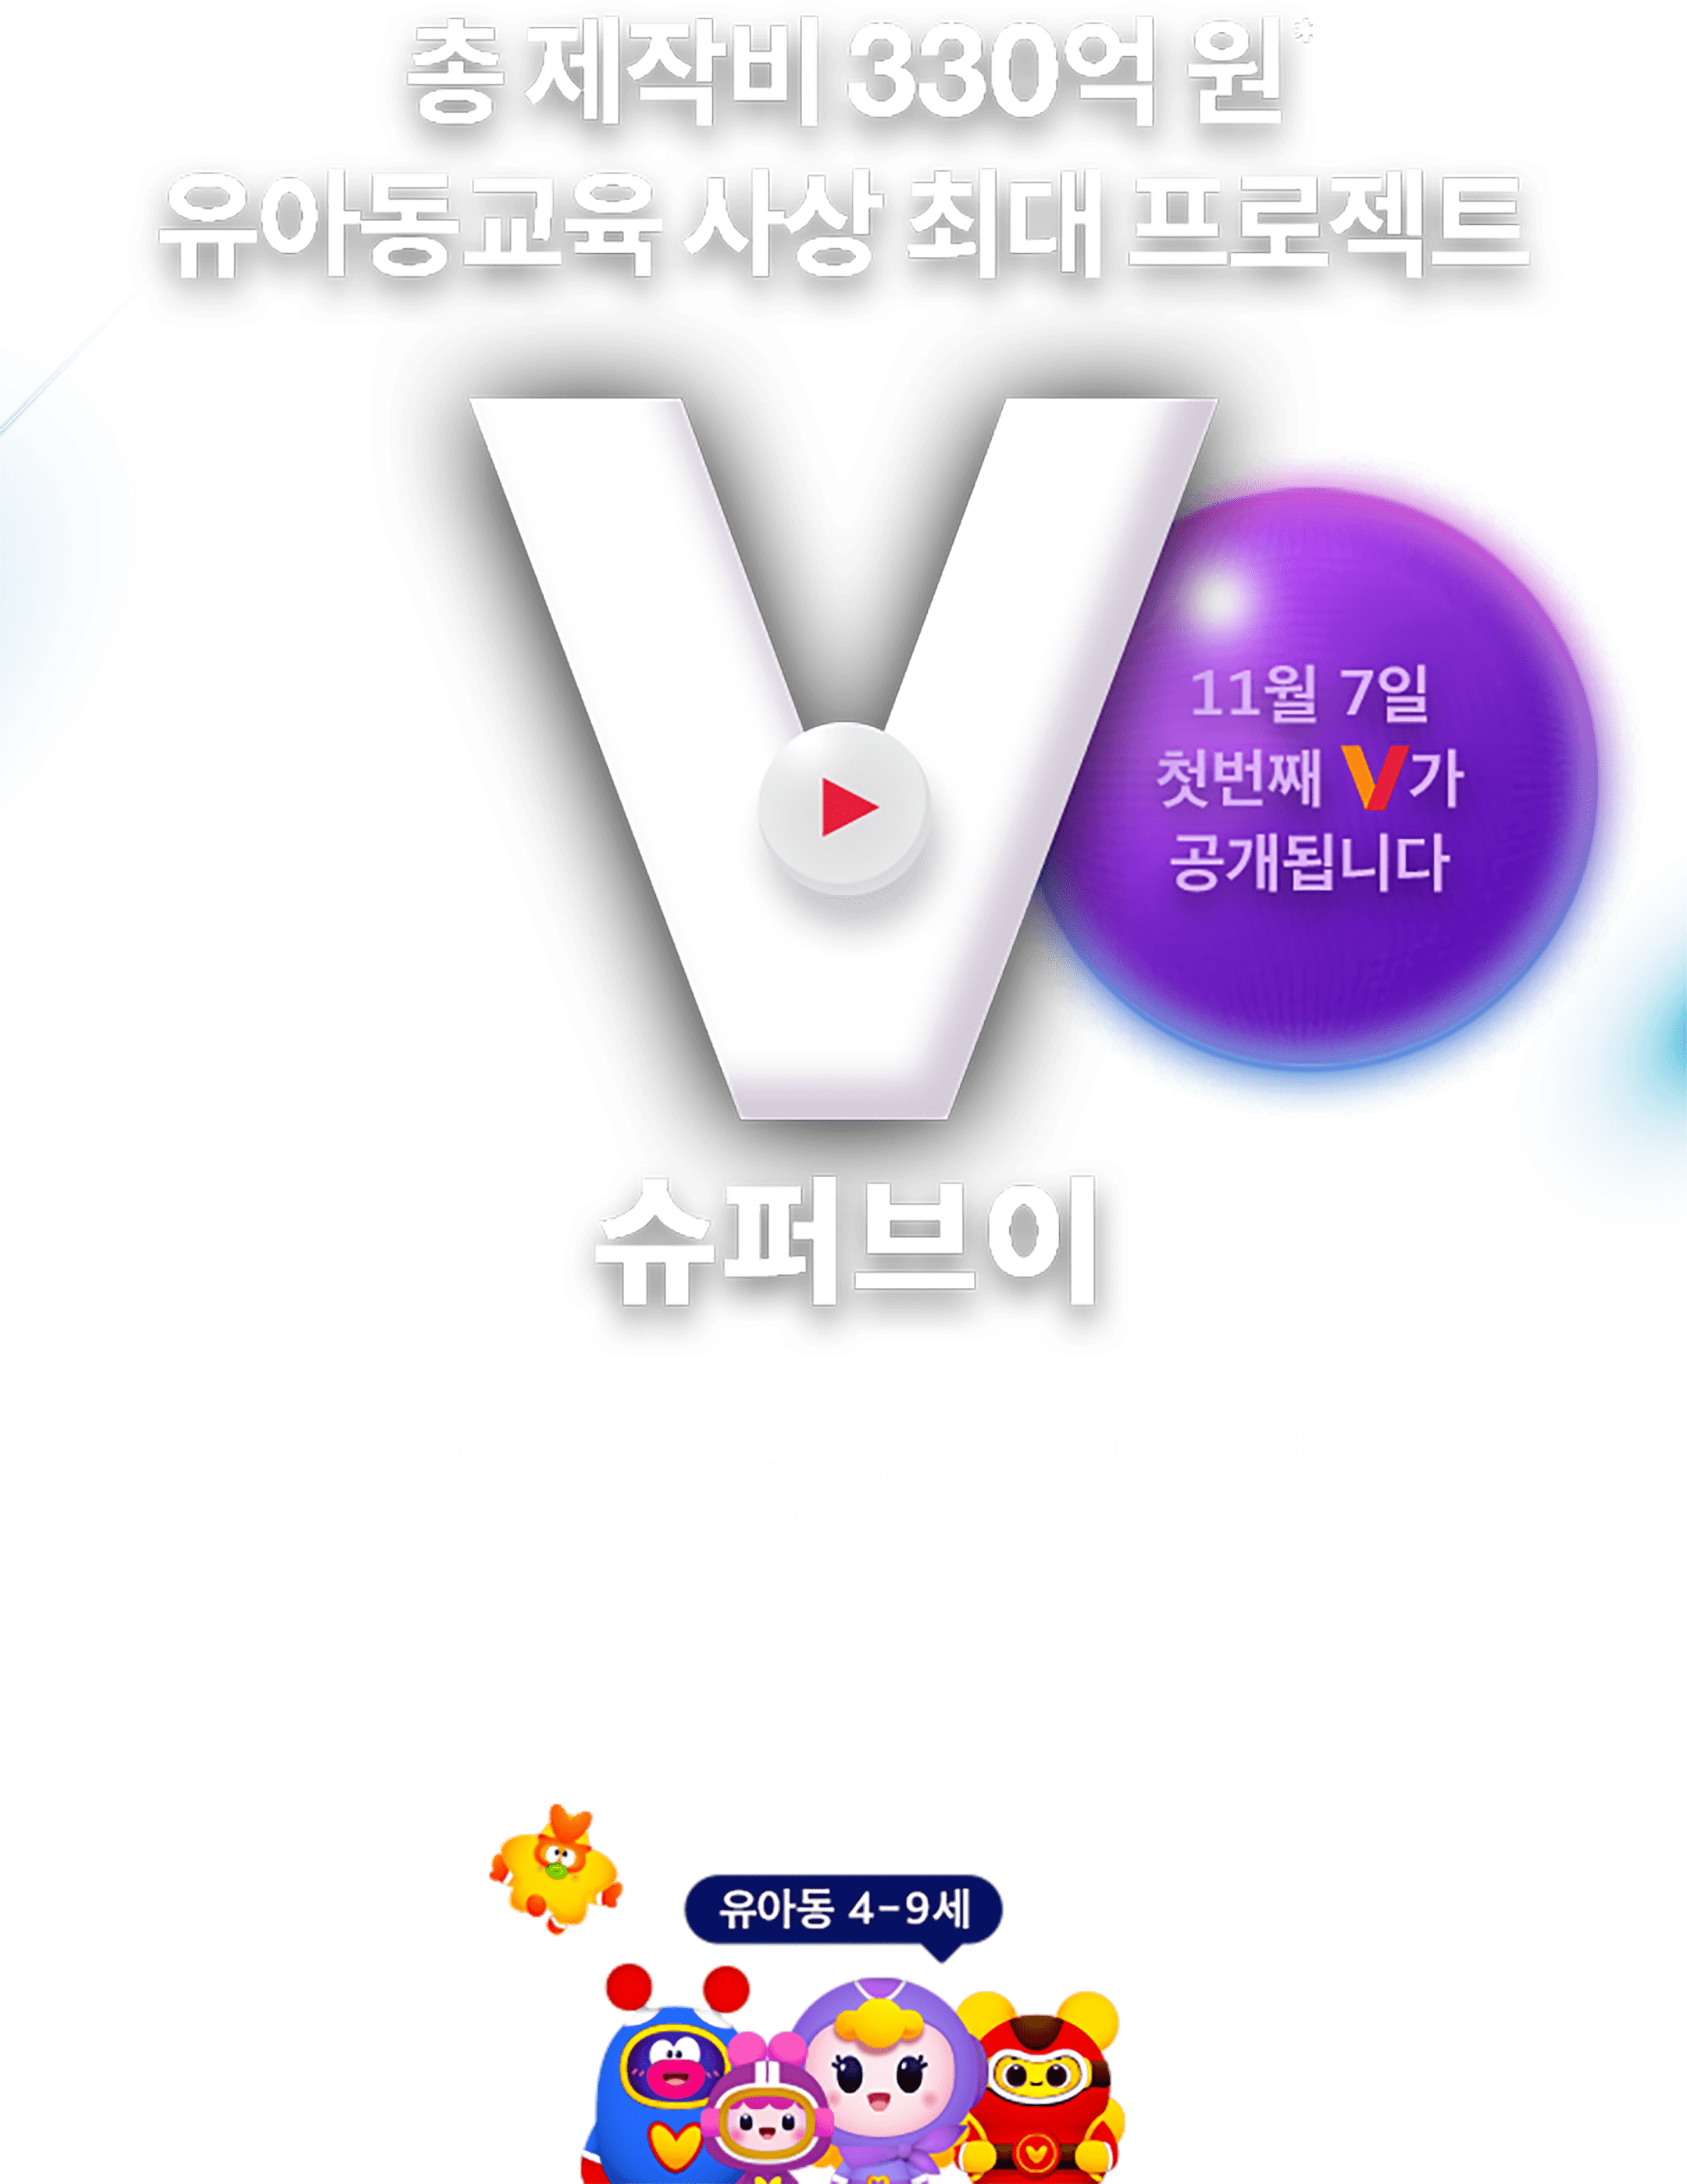 총 제작비 330억 원*
유아동교육 사상 최대 프로젝트
V
11월 7일
첫번째 V가
공개됩니다
슈퍼브이
유아동 4-9세